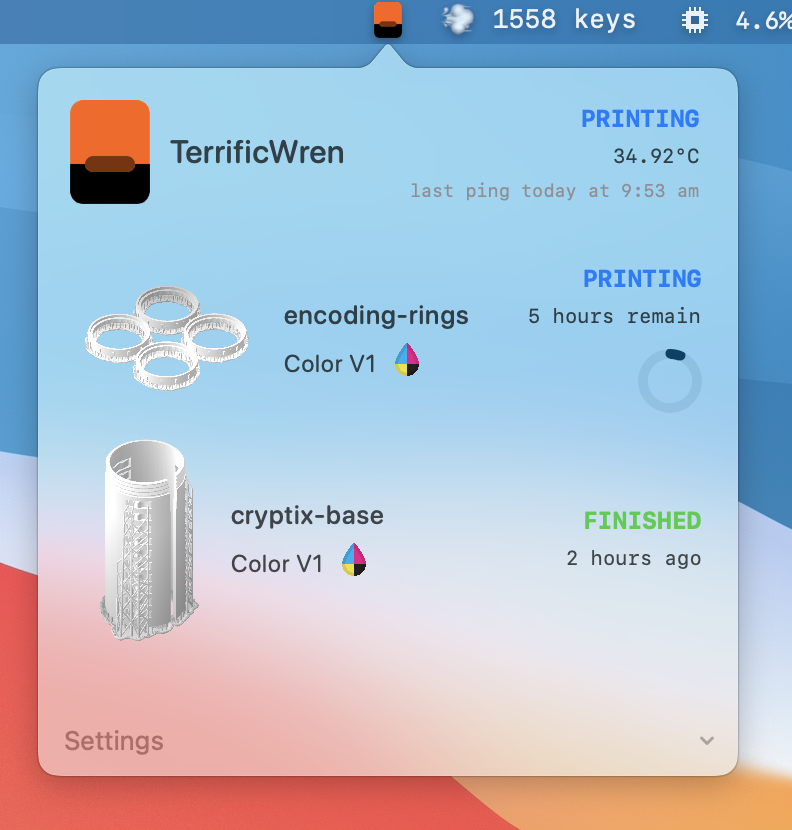 1558 keys
4.6%
TerrificWren
PRINTING
34.92°C
last ping today at 9:53 am
encoding-rings
Color V1
PRINTING
5 hours remain
cryptix-base
Color V1
FINISHED
2 hours ago
Settings